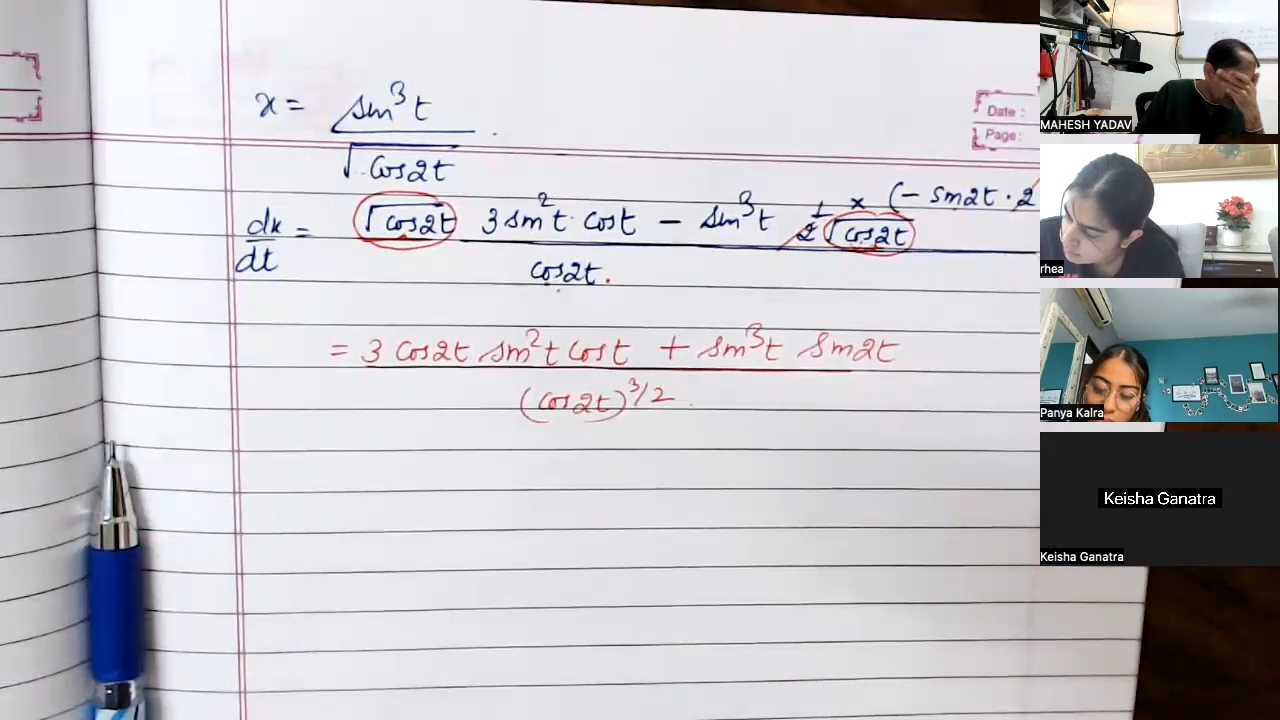 x = sin³t
√cos2t
Date :
Page:
dx/dt = √cos2t 3sin²t cost – sin³t 1/2√cos2t × (– sin2t · 2
cos2t.
= 3 cos2t sin²t cost + sin³t sin2t
(cos2t)^3/2
MAHESH YADAV
rhea
Panya Kalra
Keisha Ganatra
Keisha Ganatra